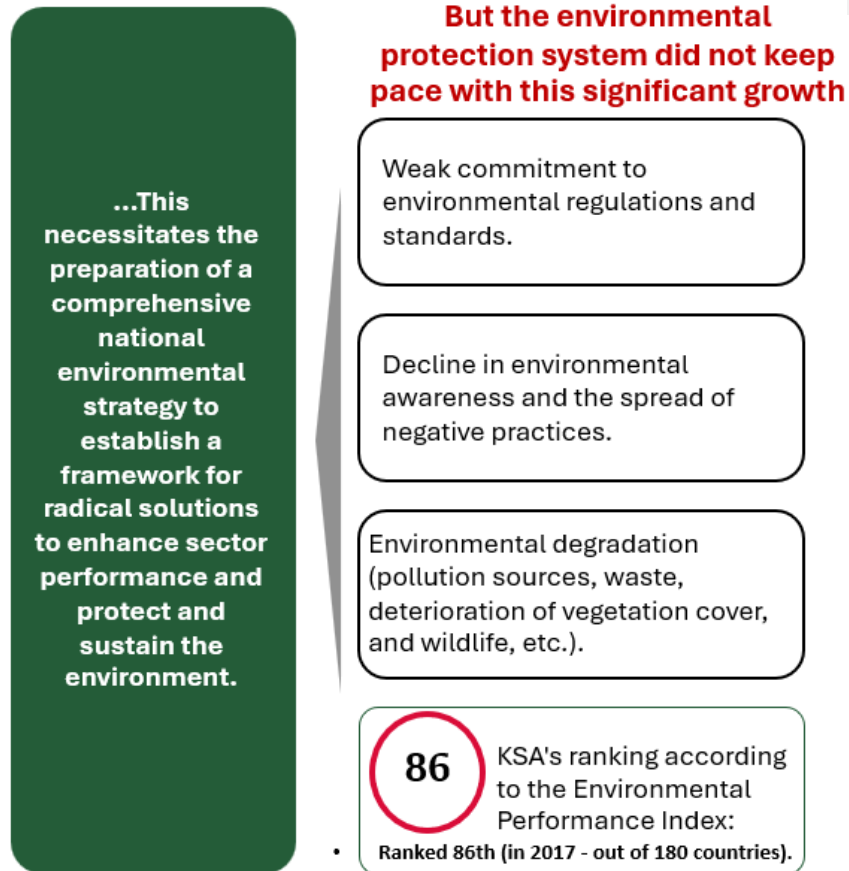 But the environmental
protection system did not keep
pace with this significant growth
Weak commitment to
environmental regulations and
standards.
Decline in environmental
awareness and the spread of
negative practices.
Environmental degradation
(pollution sources, waste,
deterioration of vegetation cover,
and wildlife, etc.).
86
KSA's ranking according
to the Environmental
Performance Index:
• Ranked 86th (in 2017 - out of 180 countries).
...This
necessitates the
preparation of a
comprehensive
national
environmental
strategy to
establish a
framework for
radical solutions
to enhance sector
performance and
protect and
sustain the
environment.